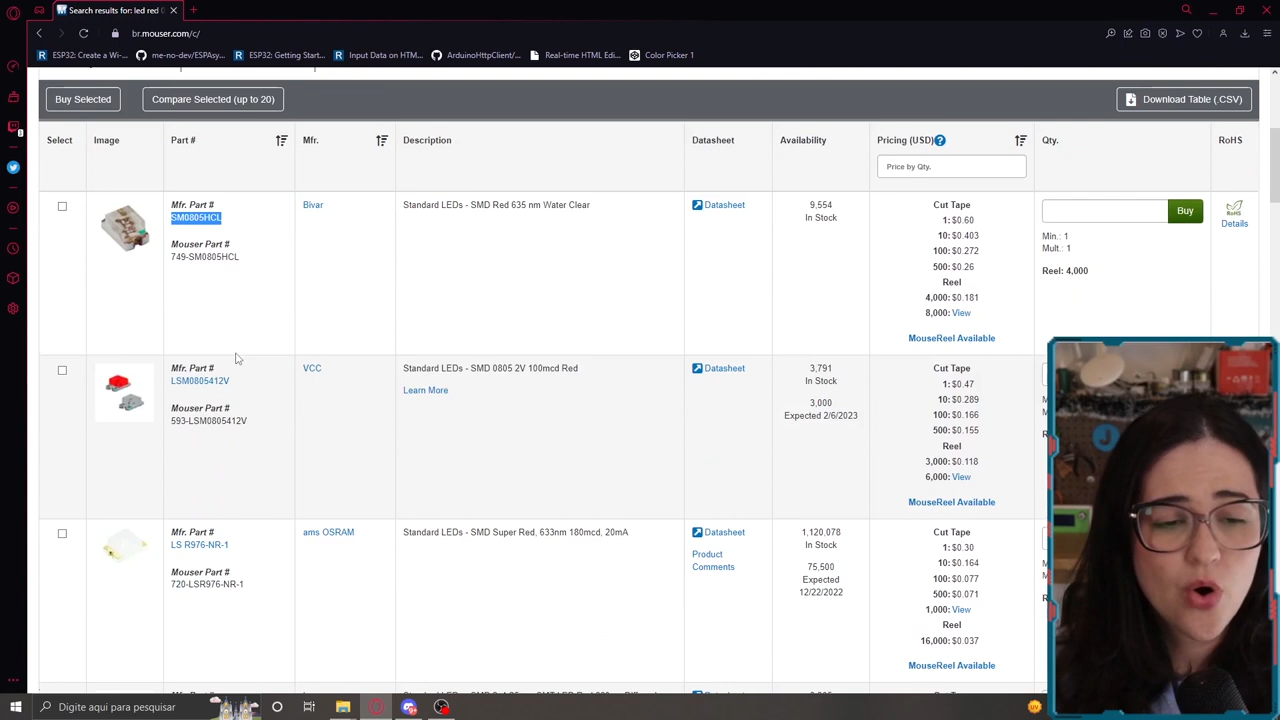 Search results for: led red 0
br.mouser.com/c/
ESP32: Create a Wi-...
me-no-dev/ESPAsy...
ESP32: Getting Start...
Input Data on HTM...
ArduinoHttpClient/...
Real-time HTML Edi...
Color Picker 1
Buy Selected
Compare Selected (up to 20)
Download Table (.CSV)
Select
Image
Part #
Mfr.
Description
Datasheet
Availability
Pricing (USD)
Qty.
RoHS
Price by Qty.
Mfr. Part #
SM0805HCL
Mouser Part #
749-SM0805HCL
Bivar
Standard LEDs - SMD Red 635 nm Water Clear
Datasheet
9,554
In Stock
Cut Tape
1: $0.60
10: $0.403
100: $0.272
500: $0.26
Reel
4,000: $0.181
8,000: View
MouseReel Available
Buy
Min.: 1
Mult.: 1
Reel: 4,000
RoHS
Details
Mfr. Part #
LSM0805412V
Mouser Part #
593-LSM0805412V
VCC
Standard LEDs - SMD 0805 2V 100mcd Red
Learn More
Datasheet
3,791
In Stock
3,000
Expected 2/6/2023
Cut Tape
1: $0.47
10: $0.289
100: $0.166
500: $0.155
Reel
3,000: $0.118
6,000: View
MouseReel Available
Mfr. Part #
LS R976-NR-1
Mouser Part #
720-LSR976-NR-1
ams OSRAM
Standard LEDs - SMD Super Red, 633nm 180mcd, 20mA
Datasheet
Product
Comments
1,120,078
In Stock
75,500
Expected
12/22/2022
Cut Tape
1: $0.30
10: $0.164
100: $0.077
500: $0.071
1,000: View
Reel
16,000: $0.037
MouseReel Available
Digite aqui para pesquisar